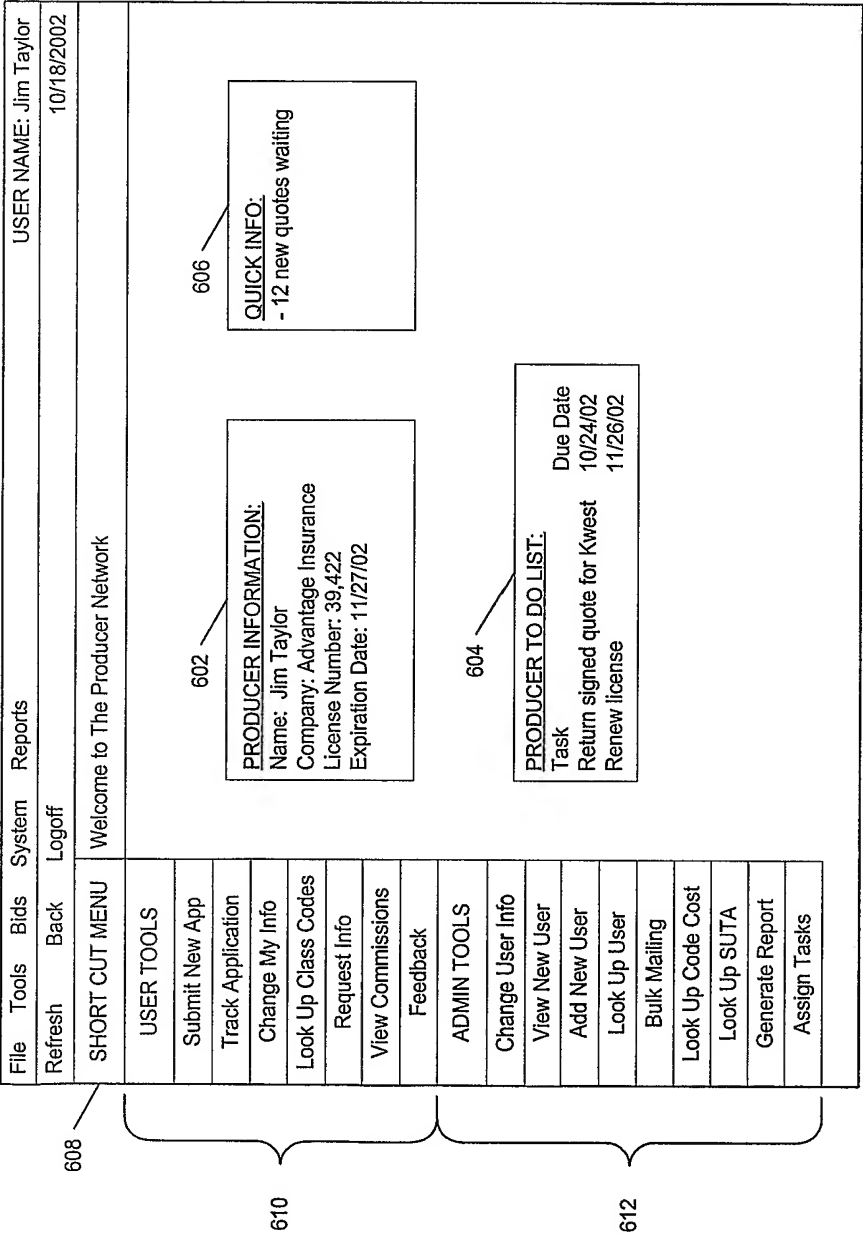 File Tools Bids System Reports USER NAME: Jim Taylor
Refresh Back Logoff 10/18/2002
SHORT CUT MENU Welcome to The Producer Network
608
USER TOOLS
Submit New App
Track Application
Change My Info
Look Up Class Codes
Request Info
View Commissions
Feedback
610
ADMIN TOOLS
Change User Info
View New User
Add New User
Look Up User
Bulk Mailing
Look Up Code Cost
Look Up SUTA
Generate Report
Assign Tasks
612
602
PRODUCER INFORMATION:
Name: Jim Taylor
Company: Advantage Insurance
License Number: 39,422
Expiration Date: 11/27/02
606
QUICK INFO:
- 12 new quotes waiting
604
PRODUCER TO DO LIST:
Task Due Date
Return signed quote for Kwest 10/24/02
Renew license 11/26/02